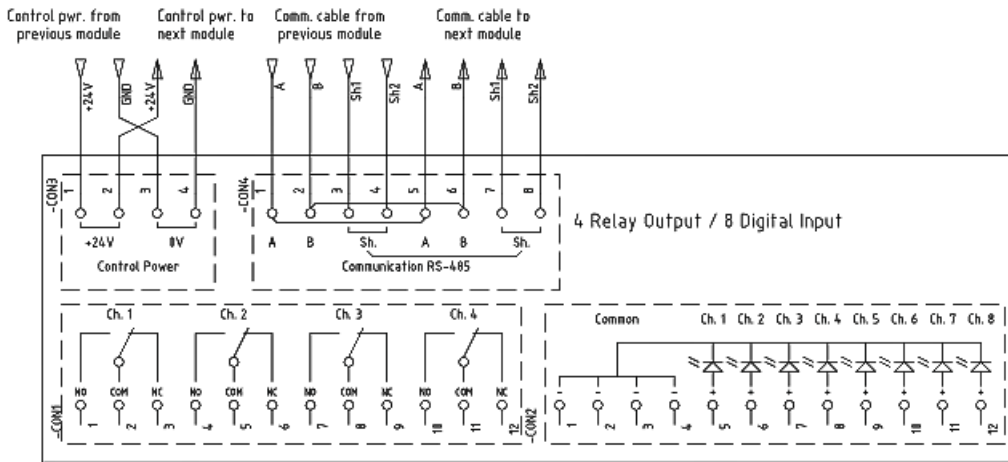 Control pwr. from
previous module
Control pwr. to
next module
Comm. cable from
previous module
Comm. cable to
next module
+24V
GND
+24V
GND
A
B
Sh1
Sh2
A
B
Sh1
Sh2
-CON3
1
2
3
4
+24V
0V
Control Power
-CON4
1
2
3
4
5
6
7
8
A
B
Sh.
A
B
Sh.
Communication RS-485
4 Relay Output / 8 Digital Input
Ch. 1
Ch. 2
Ch. 3
Ch. 4
NO
COM
NC
NO
COM
NC
NO
COM
NC
NO
COM
NC
-CON1
1
2
3
4
5
6
7
8
9
10
11
12
Common
Ch. 1
Ch. 2
Ch. 3
Ch. 4
Ch. 5
Ch. 6
Ch. 7
Ch. 8
-
-
-
-
+
+
+
+
+
+
+
+
-CON2
1
2
3
4
5
6
7
8
9
10
11
12